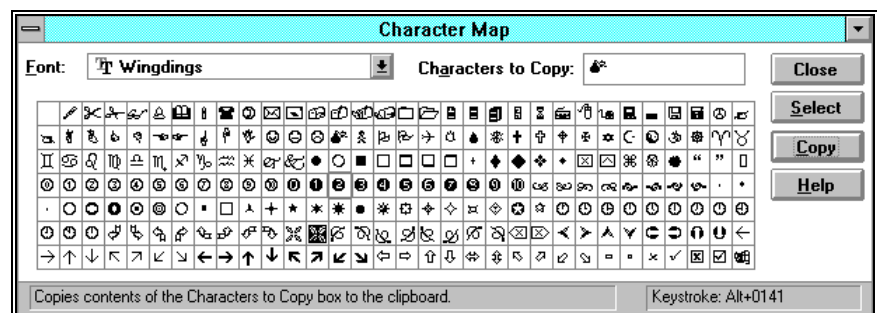 Character Map
Font: Wingdings Characters to Copy: Close
Select
Copy
Help
Copies contents of the Characters to Copy box to the clipboard. Keystroke: Alt+0141